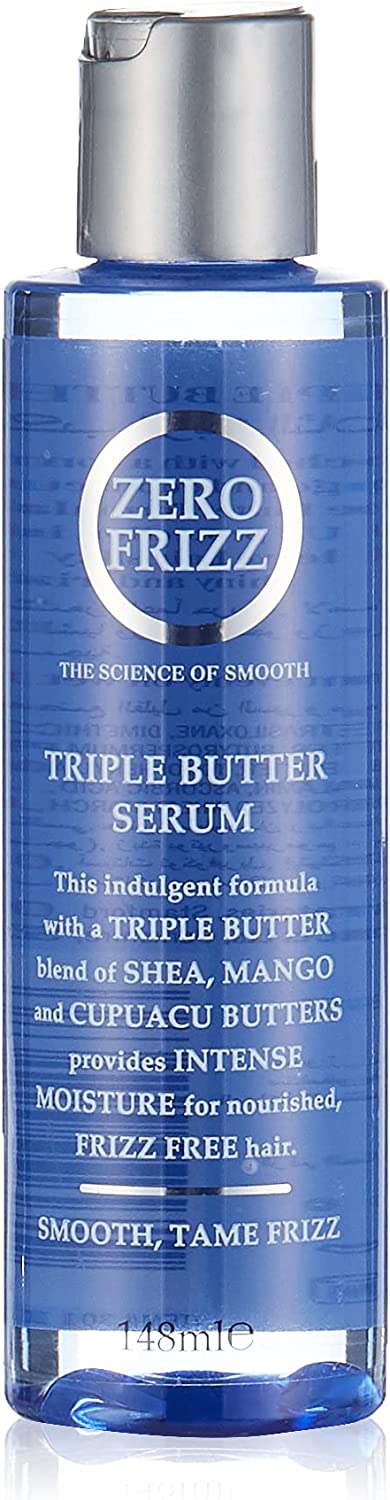 ZERO
FRIZZ
THE SCIENCE OF SMOOTH
TRIPLE BUTTER
SERUM
This indulgent formula
with a TRIPLE BUTTER
blend of SHEA, MANGO
and CUPUACU BUTTERS
provides INTENSE
MOISTURE for nourished,
FRIZZ FREE hair.
SMOOTH, TAME FRIZZ
148ml℮